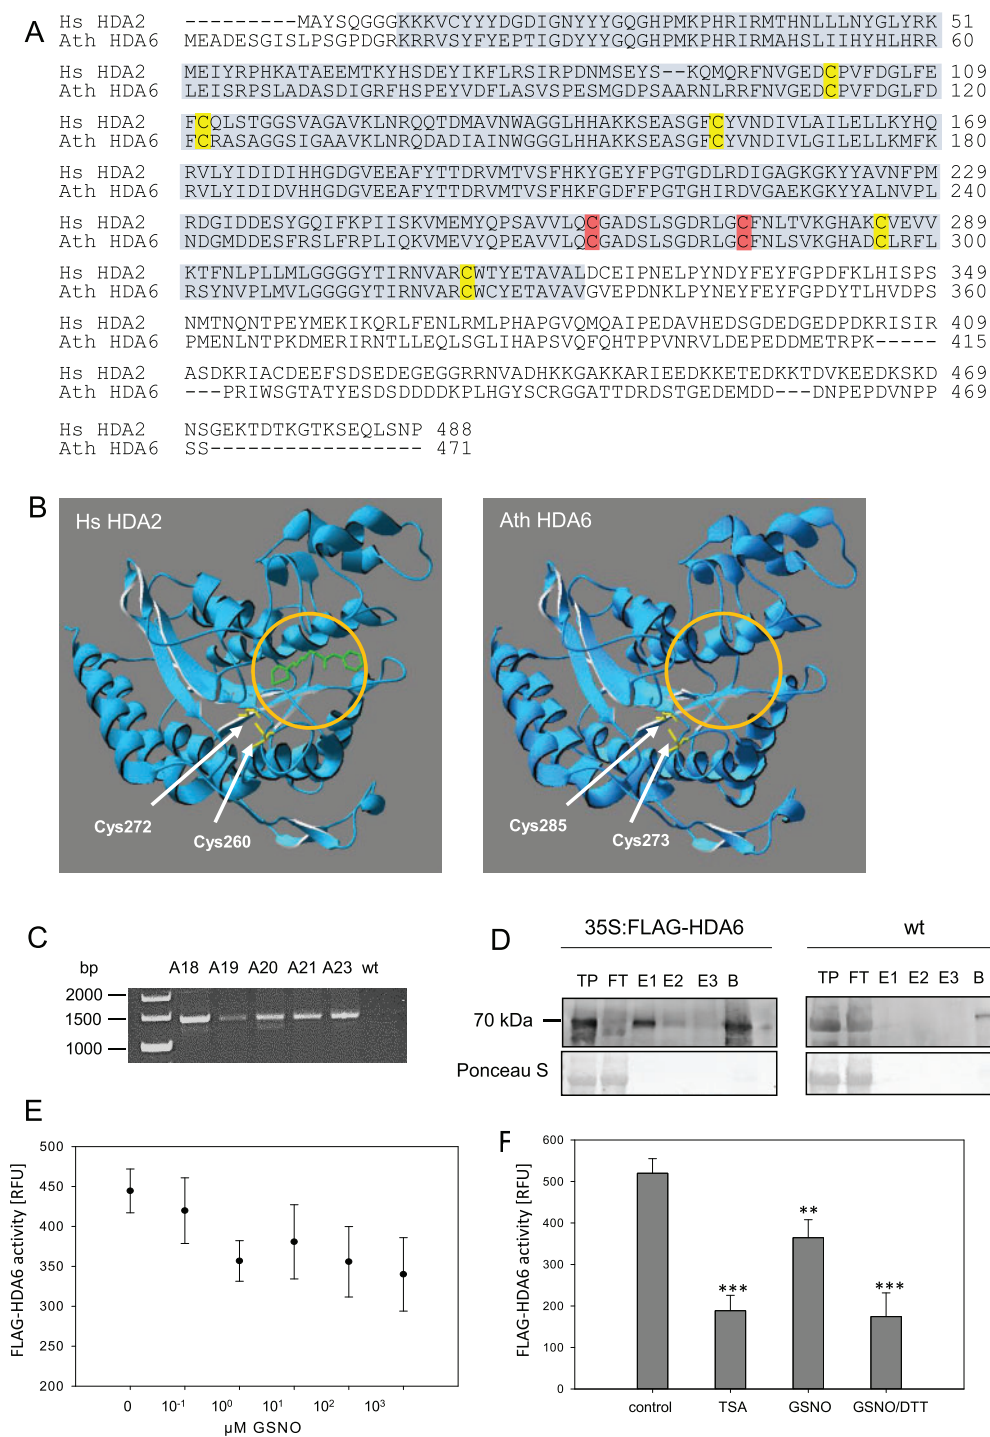 A
Hs HDA2 ---------MAYSQGGGKKKVCYYYDGDIGNYYYGQGHPMKPHRIRMTHNLLLNYGLYRK 51
Ath HDA6 MEADESGISLPSGPDGRKRRVSYFYEPTIGDYYYGQGHPMKPHRIRMAHSLIIHYHLHRR 60
Hs HDA2 MEIYRPHKATAEEMTKYHSDEYIKFLRSIRPDNMSEYS--KQMQRFNVGEDCPVFDGLFE 109
Ath HDA6 LEISRPSLADASDIGRFHSPEYVDFLASVSPESMGDPSAARNLRRFNVGEDCPVFDGLFD 120
Hs HDA2 FCQLSTGGSVAGAVKLNRQQTDMAVNWAGGLHHAKKSEASGFCYVNDIVLAILELLKYHQ 169
Ath HDA6 FCRASAGGSIGAAVKLNRQDADIAINWGGGLHHAKKSEASGFCYVNDIVLGILELLKMFK 180
Hs HDA2 RVLYIDIDIHHGDGVEEAFYTTDRVMTVSFHKYGEYFPGTGDLRDIGAGKGKYYAVNFPM 229
Ath HDA6 RVLYIDIDVHHGDGVEEAFYTTDRVMTVSFHKFGDFFPGTGHIRDVGAEKGKYYALNVPL 240
Hs HDA2 RDGIDDESYGQIFKPIISKVMEMYQPSAVVLQCGADSLSGDRLGCFNLTVKGHAKCVEVV 289
Ath HDA6 NDGMDDESFRSLFRPLIQKVMEVYQPEAVVLQCGADSLSGDRLGCFNLSVKGHADCLRFL 300
Hs HDA2 KTFNLPLLMLGGGGYTIRNVARCWTYETAVALDCEIPNELPYNDYFEYFGPDFKLHISPS 349
Ath HDA6 RSYNVPLMVLGGGGYTIRNVARCWCYETAVAVGVEPDNKLPYNEYFEYFGPDYTLHVDPS 360
Hs HDA2 NMTNQNTPEYMEKIKQRLFENLRMLPHAPGVQMQAIPEDAVHEDSGDEDGEDPDKRISIR 409
Ath HDA6 PMENLNTPKDMERIRNTLLEQLSGLIHAPSVQFQHTPPVNRVLDEPEDDMETRPK----- 415
Hs HDA2 ASDKRIACDEEFSDSEDEGEGGRRNVADHKKGAKKARIEEDKKETEDKKTDVKEEDKSKD 469
Ath HDA6 ---PRIWSGTATYESDSDDDDKPLHGYSCRGGATTDRDSTGEDEMDD---DNPEPDVNPP 469
Hs HDA2 NSGEKTDTKGTKSEQLSNP 488
Ath HDA6 SS----------------- 471
B
Hs HDA2 Ath HDA6
Cys272 Cys260
Cys285 Cys273
C
bp A18 A19 A20 A21 A23 wt
2000
1500
1000
D
35S:FLAG-HDA6 wt
TP FT E1 E2 E3 B TP FT E1 E2 E3 B
70 kDa
Ponceau S
E
FLAG-HDA6 activity [RFU]
500
450
400
350
300
250
200
0 10-1 10⁰ 10¹ 10² 10³
µM GSNO
F
FLAG-HDA6 activity [RFU]
600
500
400
300
200
100
0
*** ** ***
control TSA GSNO GSNO/DTT